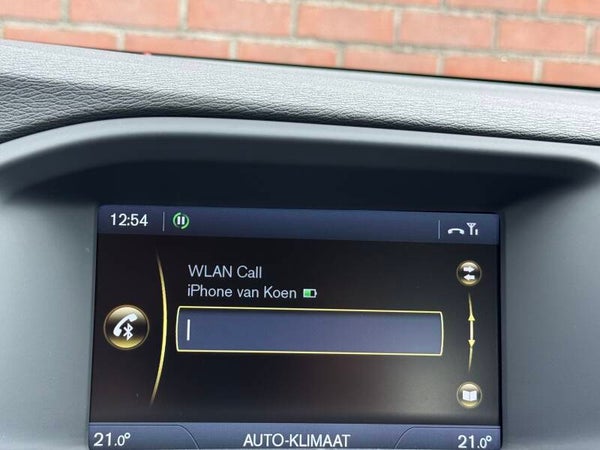 12:54
WLAN Call
iPhone van Koen
21.0°
AUTO-KLIMAAT
21.0°